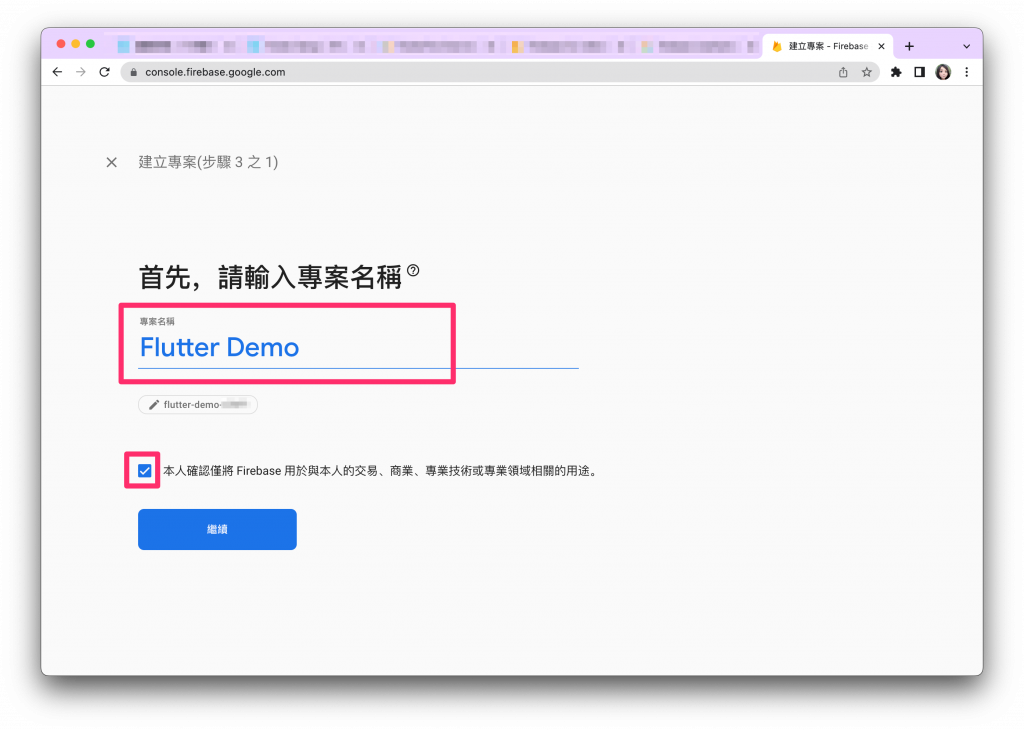 建立專案 - Firebase
console.firebase.google.com
建立專案(步驟 3 之 1)
首先，請輸入專案名稱
專案名稱
Flutter Demo
flutter-demo-
本人確認僅將 Firebase 用於與本人的交易、商業、專業技術或專業領域相關的用途。
繼續